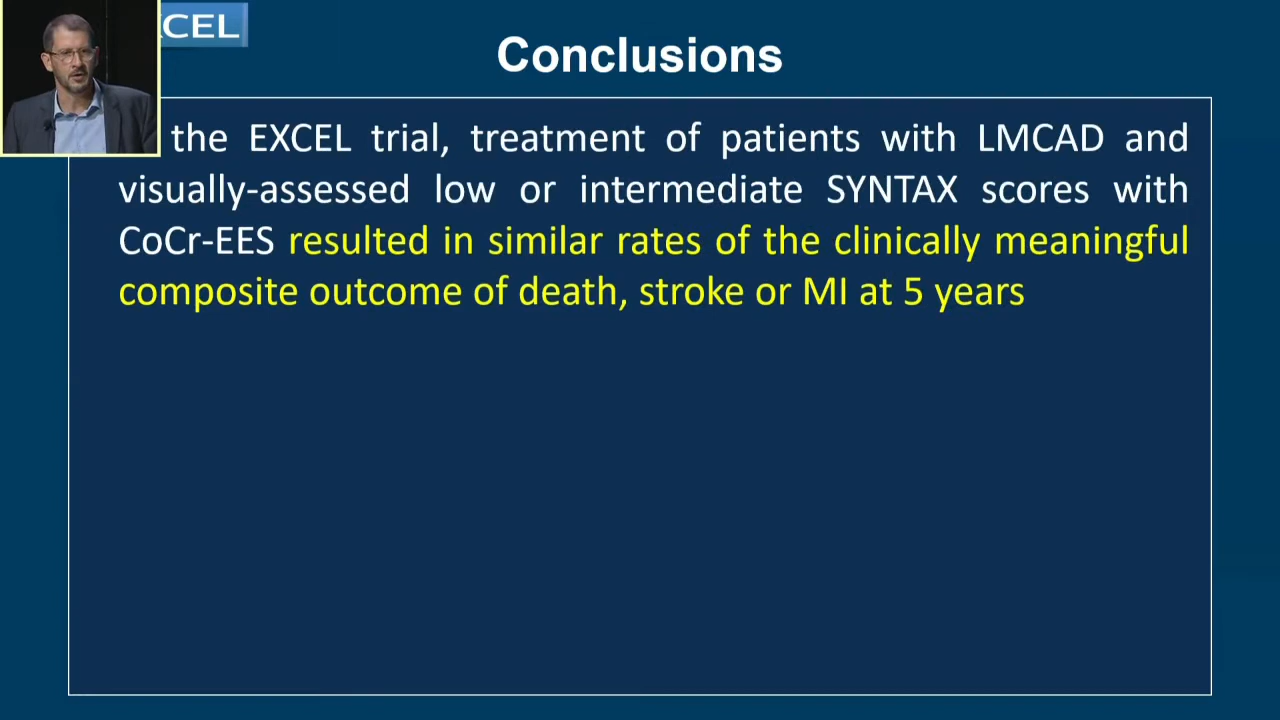 CEL
Conclusions
the EXCEL trial, treatment of patients with LMCAD and
visually-assessed low or intermediate SYNTAX scores with
CoCr-EES resulted in similar rates of the clinically meaningful
composite outcome of death, stroke or MI at 5 years